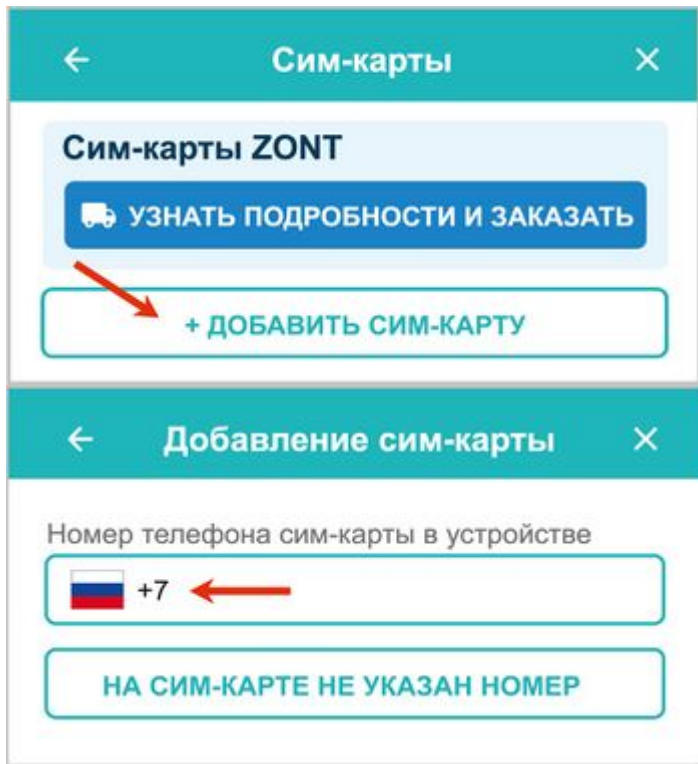 Сим-карты
Сим-карты ZONT
УЗНАТЬ ПОДРОБНОСТИ И ЗАКАЗАТЬ
+ ДОБАВИТЬ СИМ-КАРТУ
Добавление сим-карты
Номер телефона сим-карты в устройстве
+7
НА СИМ-КАРТЕ НЕ УКАЗАН НОМЕР